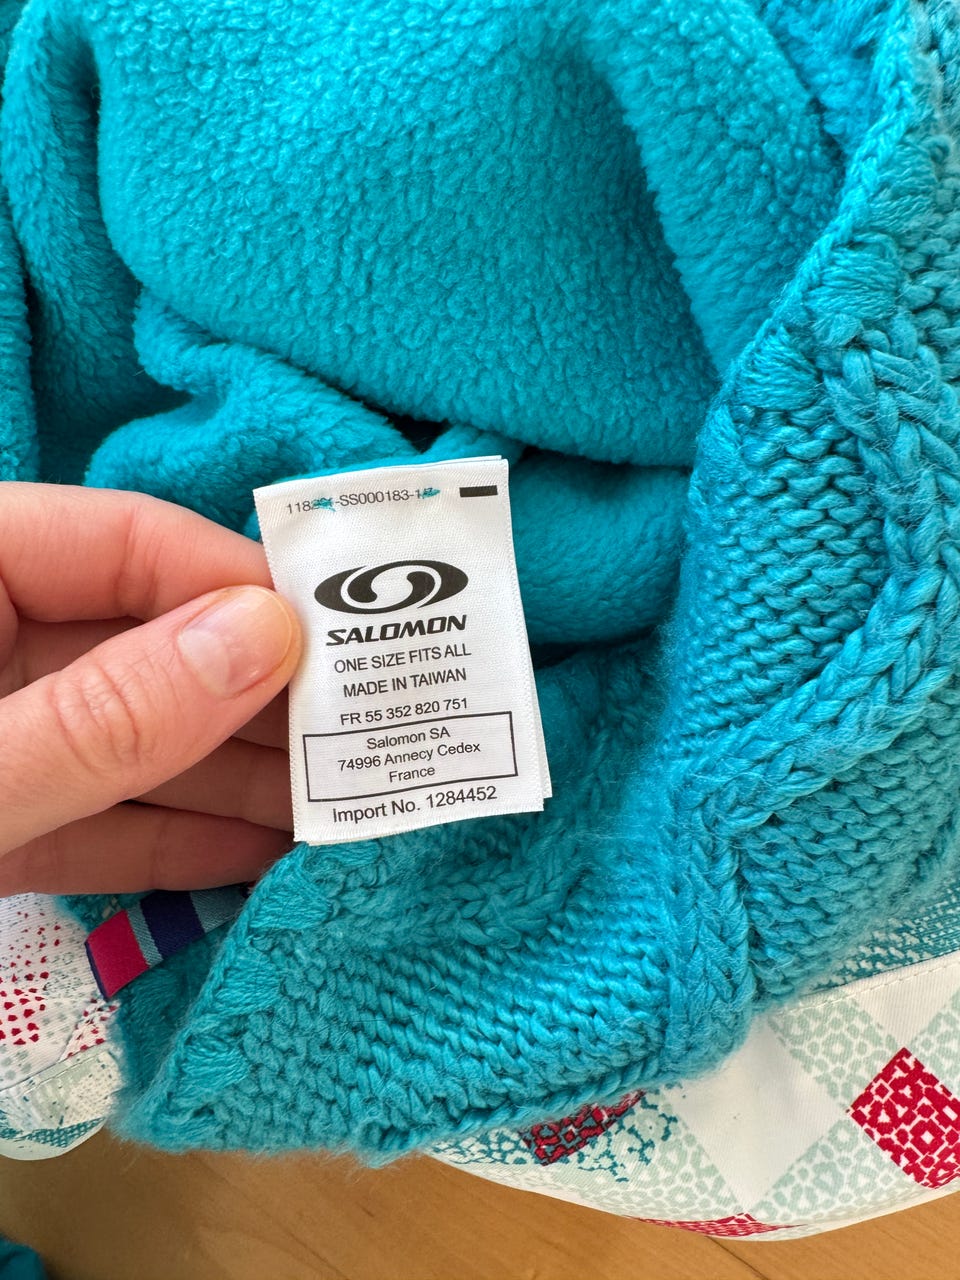 SALOMON
ONE SIZE FITS ALL
MADE IN TAIWAN
FR 55 352 820 751
Salomon SA
74996 Annecy Cedex
France
Import No. 1284452